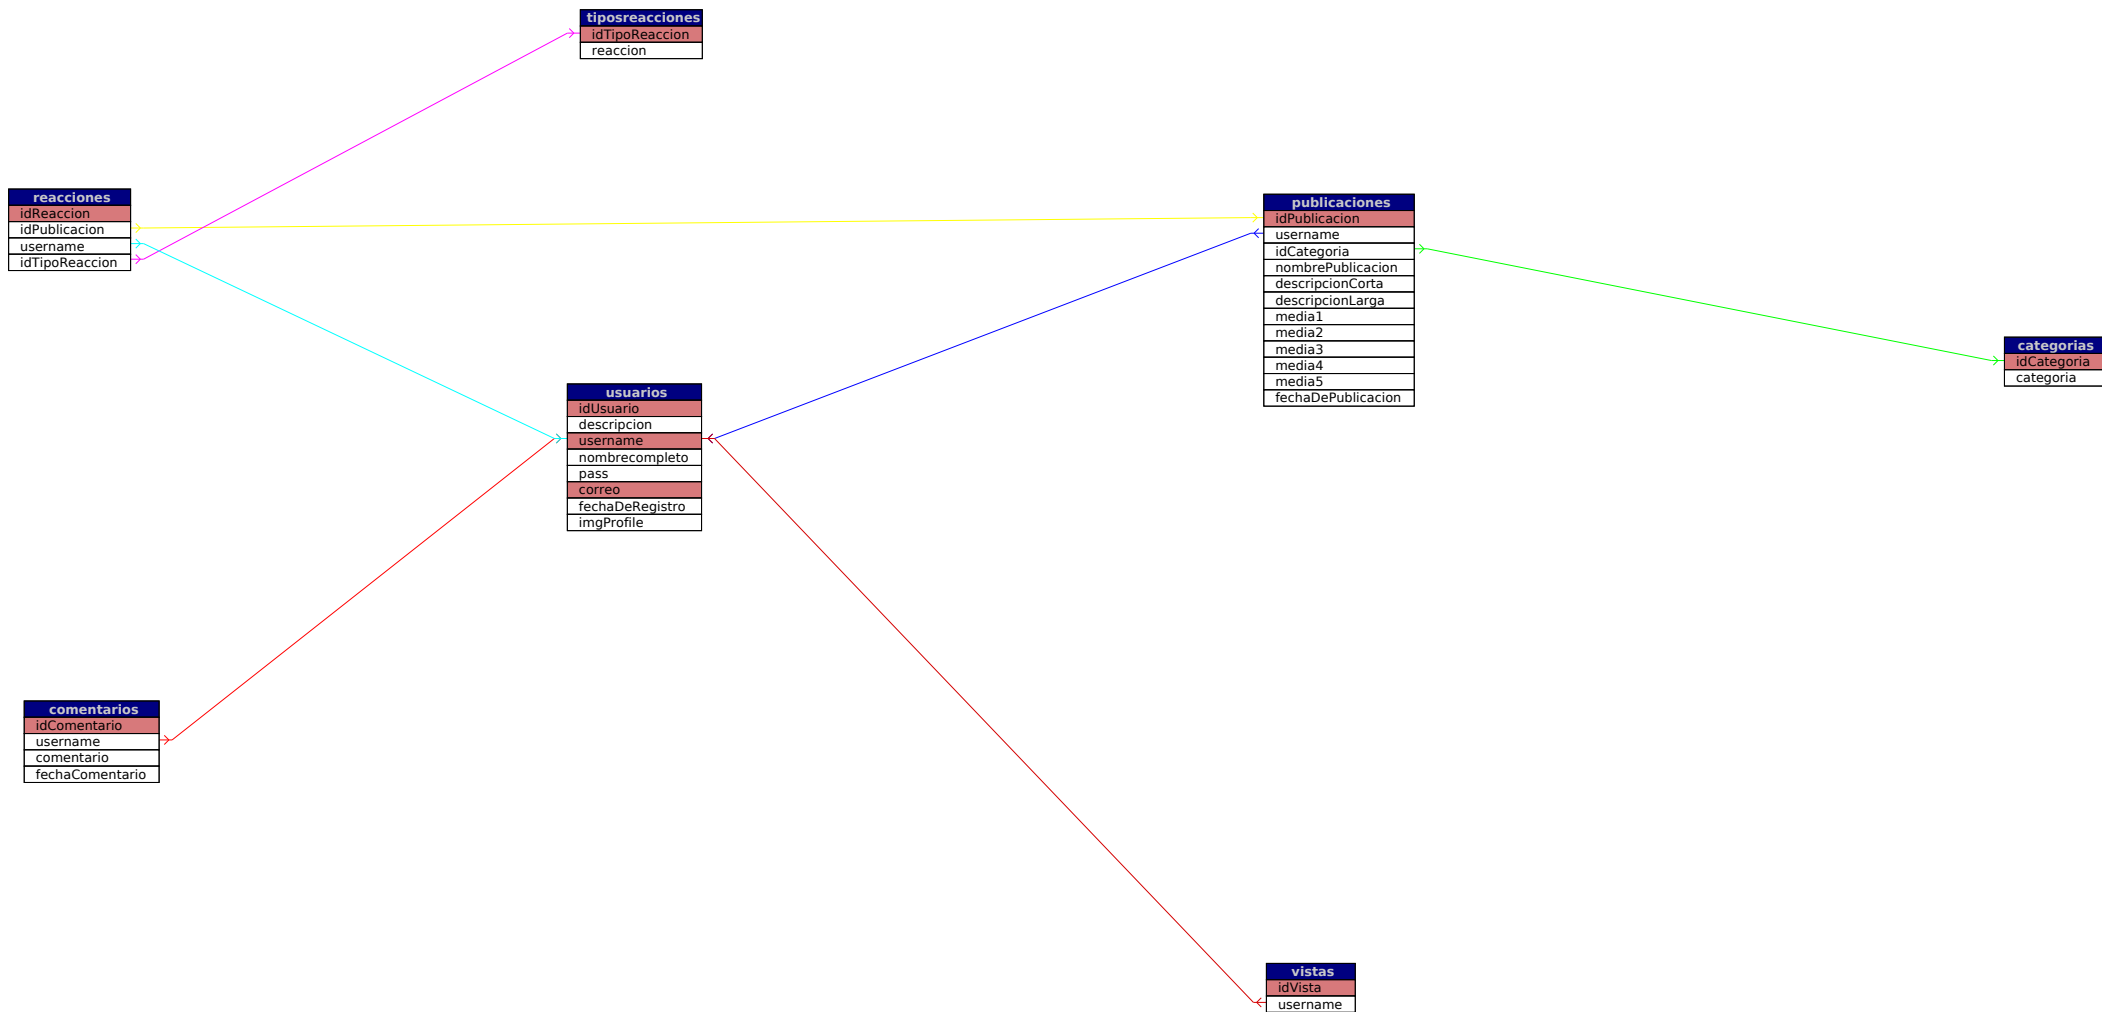 tiposreacciones
idTipoReaccion
reaccion
reacciones
idReaccion
idPublicacion
username
idTipoReaccion
publicaciones
idPublicacion
username
idCategoria
nombrePublicacion
descripcionCorta
descripcionLarga
media1
media2
media3
media4
media5
fechaDePublicacion
categorias
idCategoria
categoria
usuarios
idUsuario
descripcion
username
nombrecompleto
pass
correo
fechaDeRegistro
imgProfile
comentarios
idComentario
username
comentario
fechaComentario
vistas
idVista
username